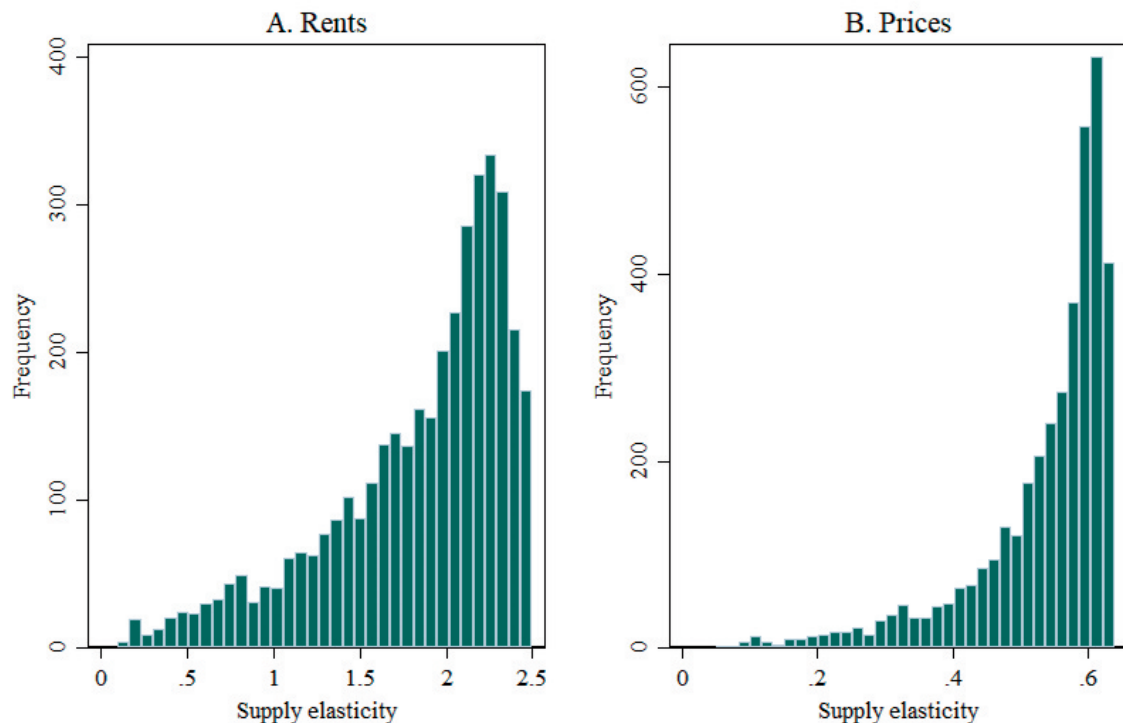 A. Rents
400
300
200
100
0
Frequency
0 .5 1 1.5 2 2.5
Supply elasticity
B. Prices
600
400
200
0
Frequency
0 .2 .4 .6
Supply elasticity